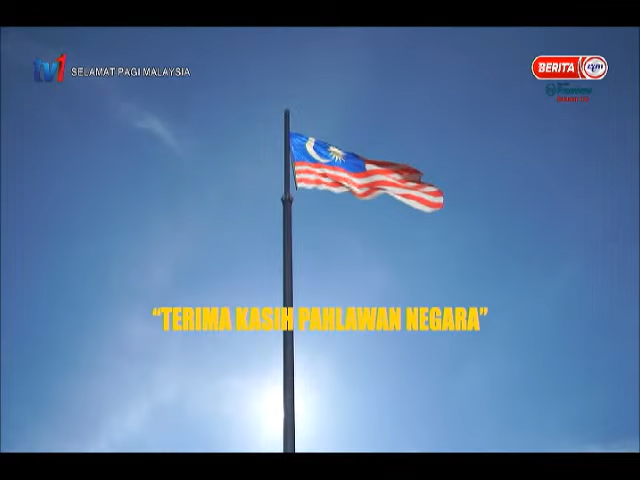 tv1 SELAMAT PAGI MALAYSIA
BERITA
"TERIMA KASIH PAHLAWAN NEGARA"